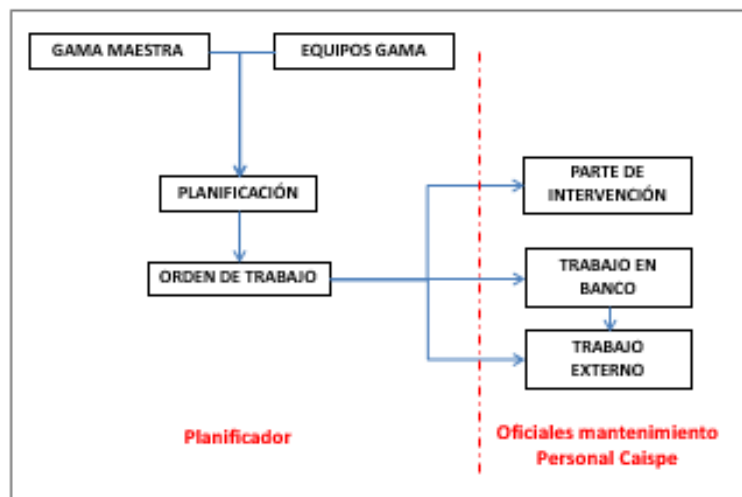 GAMA MAESTRA
EQUIPOS GAMA
PLANIFICACIÓN
PARTE DE
INTERVENCIÓN
ORDEN DE TRABAJO
TRABAJO EN
BANCO
TRABAJO
EXTERNO
Planificador
Oficiales mantenimiento
Personal Caispe